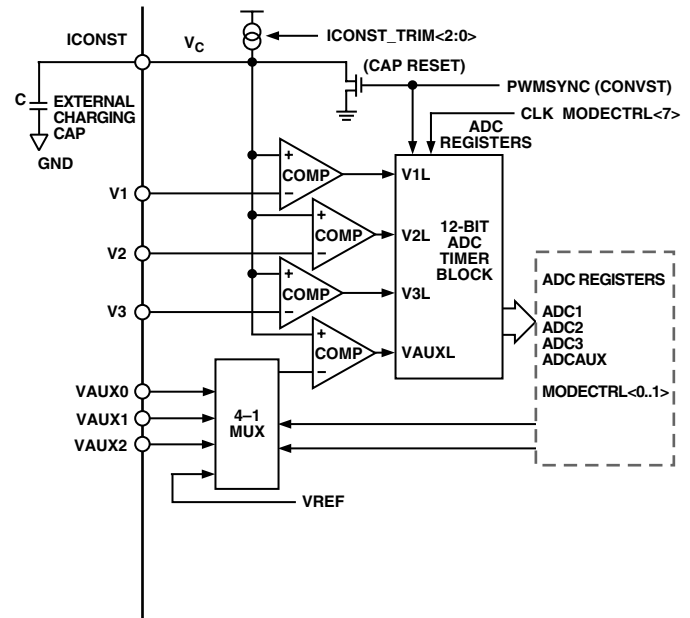 ICONST
VC
ICONST_TRIM<2:0>
(CAP RESET)
PWMSYNC (CONVST)
C
EXTERNAL
CHARGING
CAP
GND
CLK MODECTRL<7>
ADC
REGISTERS
+
COMP
–
V1L
V1
+
COMP
–
V2L
V2
12-BIT
ADC
TIMER
BLOCK
+
COMP
–
V3L
V3
+
COMP
–
VAUXL
ADC REGISTERS
ADC1
ADC2
ADC3
ADCAUX
MODECTRL<0..1>
VAUX0
VAUX1
VAUX2
4–1
MUX
VREF